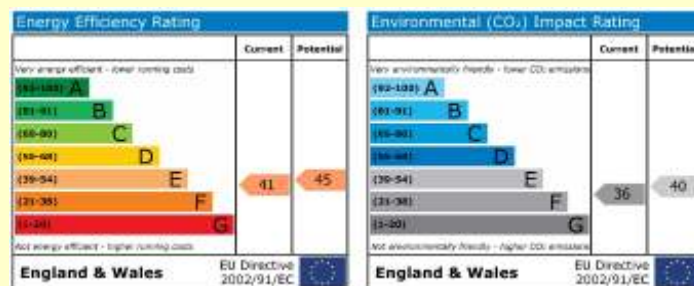 Energy Efficiency Rating
Current Potential
Very energy efficient - lower running costs
(92-100) A
(81-91) B
(69-80) C
(55-68) D
(39-54) E
(21-38) F
(1-20) G
41
45
Not energy efficient - higher running costs
England & Wales
EU Directive
2002/91/EC
Environmental (CO₂) Impact Rating
Current Potential
Very environmentally friendly - lower CO₂ emissions
(92-100) A
(81-91) B
(69-80) C
(55-68) D
(39-54) E
(21-38) F
(1-20) G
36
40
Not environmentally friendly - higher CO₂ emissions
England & Wales
EU Directive
2002/91/EC